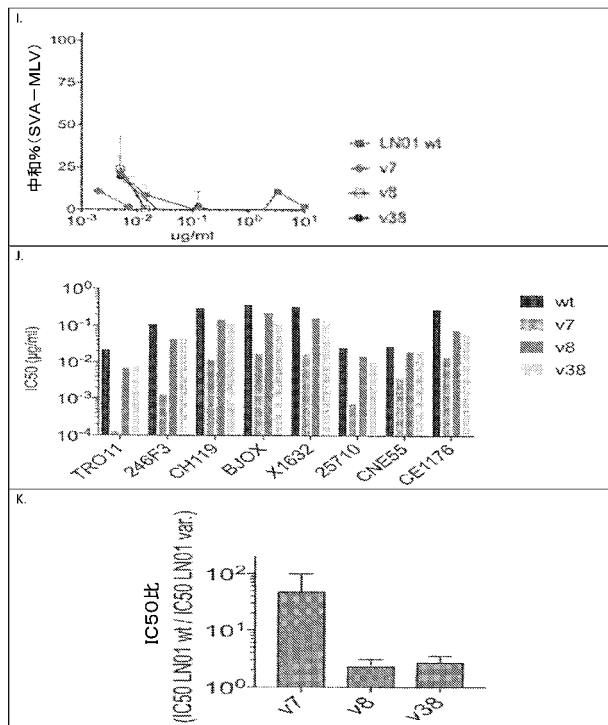 I.
中和%(SVA-MLV)
100
75
50
25
0
10-3 10-2 10-1 100 101
ug/ml
LN01 wt
v7
v8
v38
J.
IC50 (µg/ml)
100
10-1
10-2
10-3
10-4
TRO11 246F3 CH119 BJOX X1632 25710 CNE55 CE1176
wt
v7
v8
v38
K.
IC50比
(IC50 LN01 wt / IC50 LN01 var.)
102
101
100
v7 v8 v38